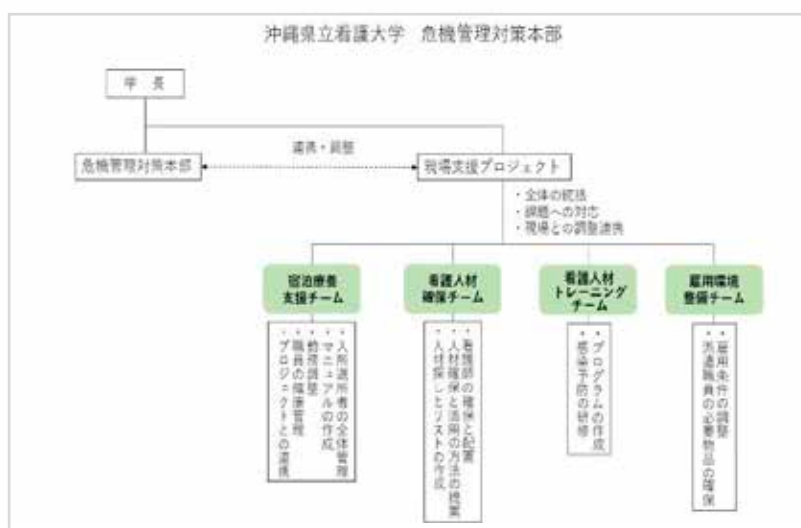 沖縄県立看護大学 危機管理対策本部
学 長
危機管理対策本部
連携・調整
現場支援プロジェクト
・全体の統括
・課題への対応
・現場との調整連携
宿泊療養
支援チーム
看護人材
確保チーム
看護人材
トレーニング
チーム
雇用環境
整備チーム
・入所退所者の全体管理
・マニュアルの作成
・勤務調整
・職員の健康管理
・プロジェクトとの連携
・看護師の確保と配置
・人材確保と活用の方法の提案
・人材探しとリストの作成
・プログラムの作成
・感染予防の研修
・雇用条件の調整
・派遣職員の必要物品の確保